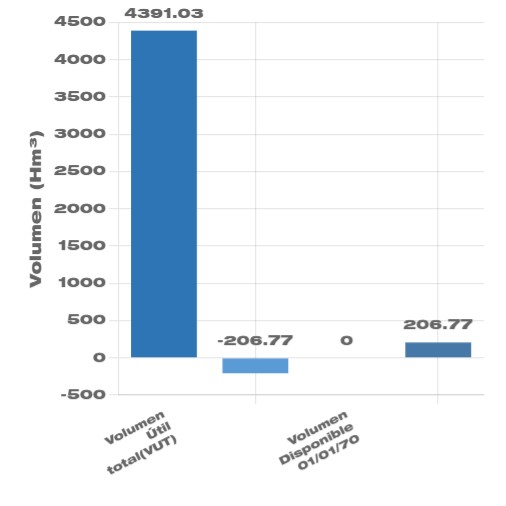 4391.03
4500
4000
3500
3000
2500
2000
1500
1000
500
0
-500
Volumen (Hm³)
-206.77
0
206.77
Volumen
Útil
total(VUT)
Volumen
Disponible
01/01/70